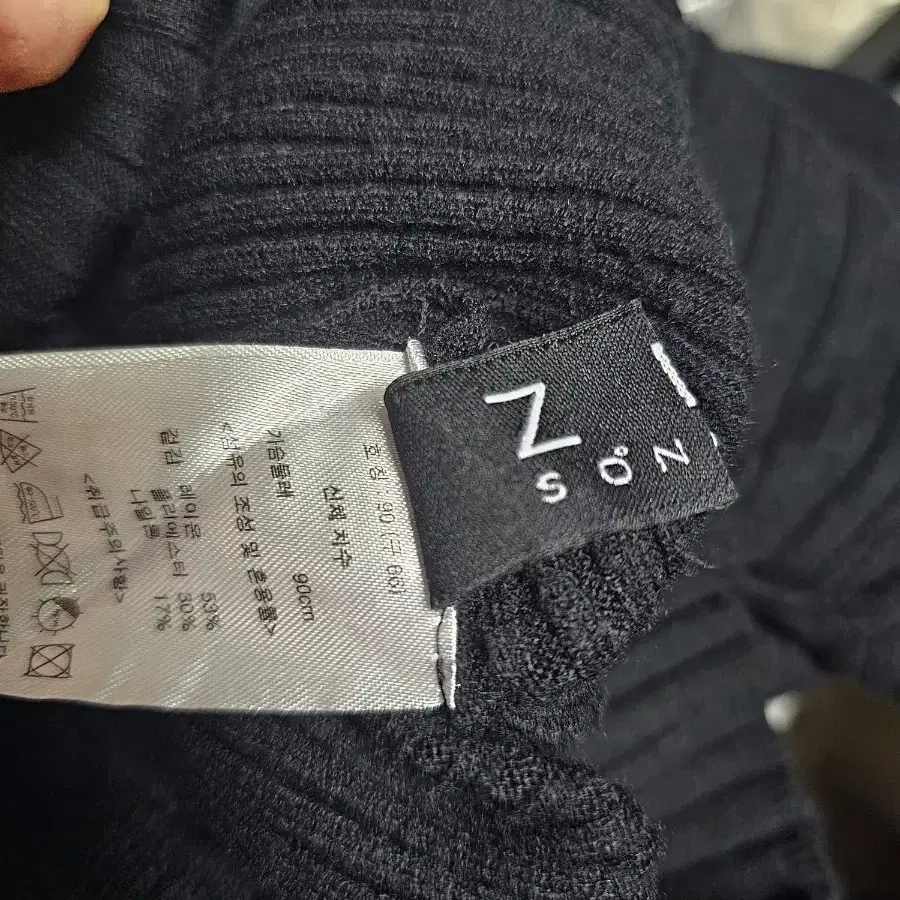 Z
SON
호칭 : 90 (구 66)
신체 치수
가슴둘레 90cm
<섬유의 조성 및 혼용률>
겉감 레이온 53%
폴리에스터 30%
나일론 17%
<취급주의사항>